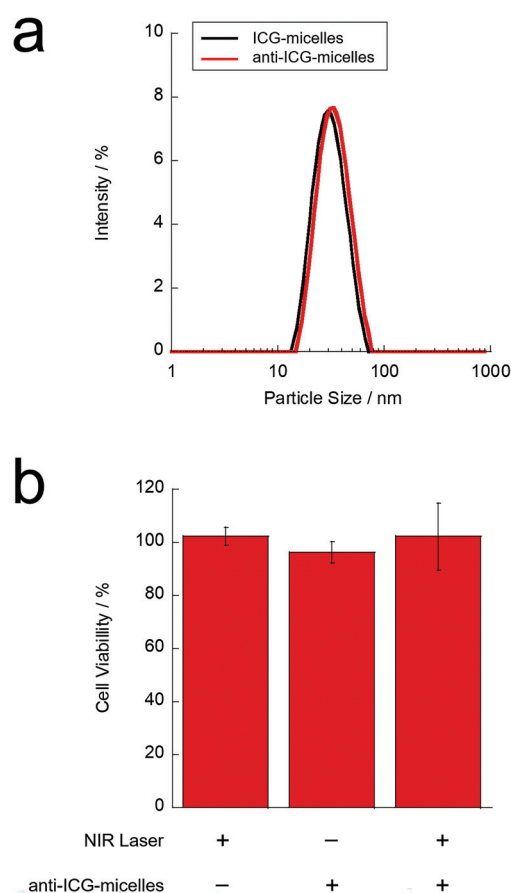 a
ICG-micelles
anti-ICG-micelles
10
8
6
4
2
0
Intensity / %
1 10 100 1000
Particle Size / nm
b
120
100
80
60
40
20
0
Cell Viabillity / %
NIR Laser + − +
anti-ICG-micelles − + +